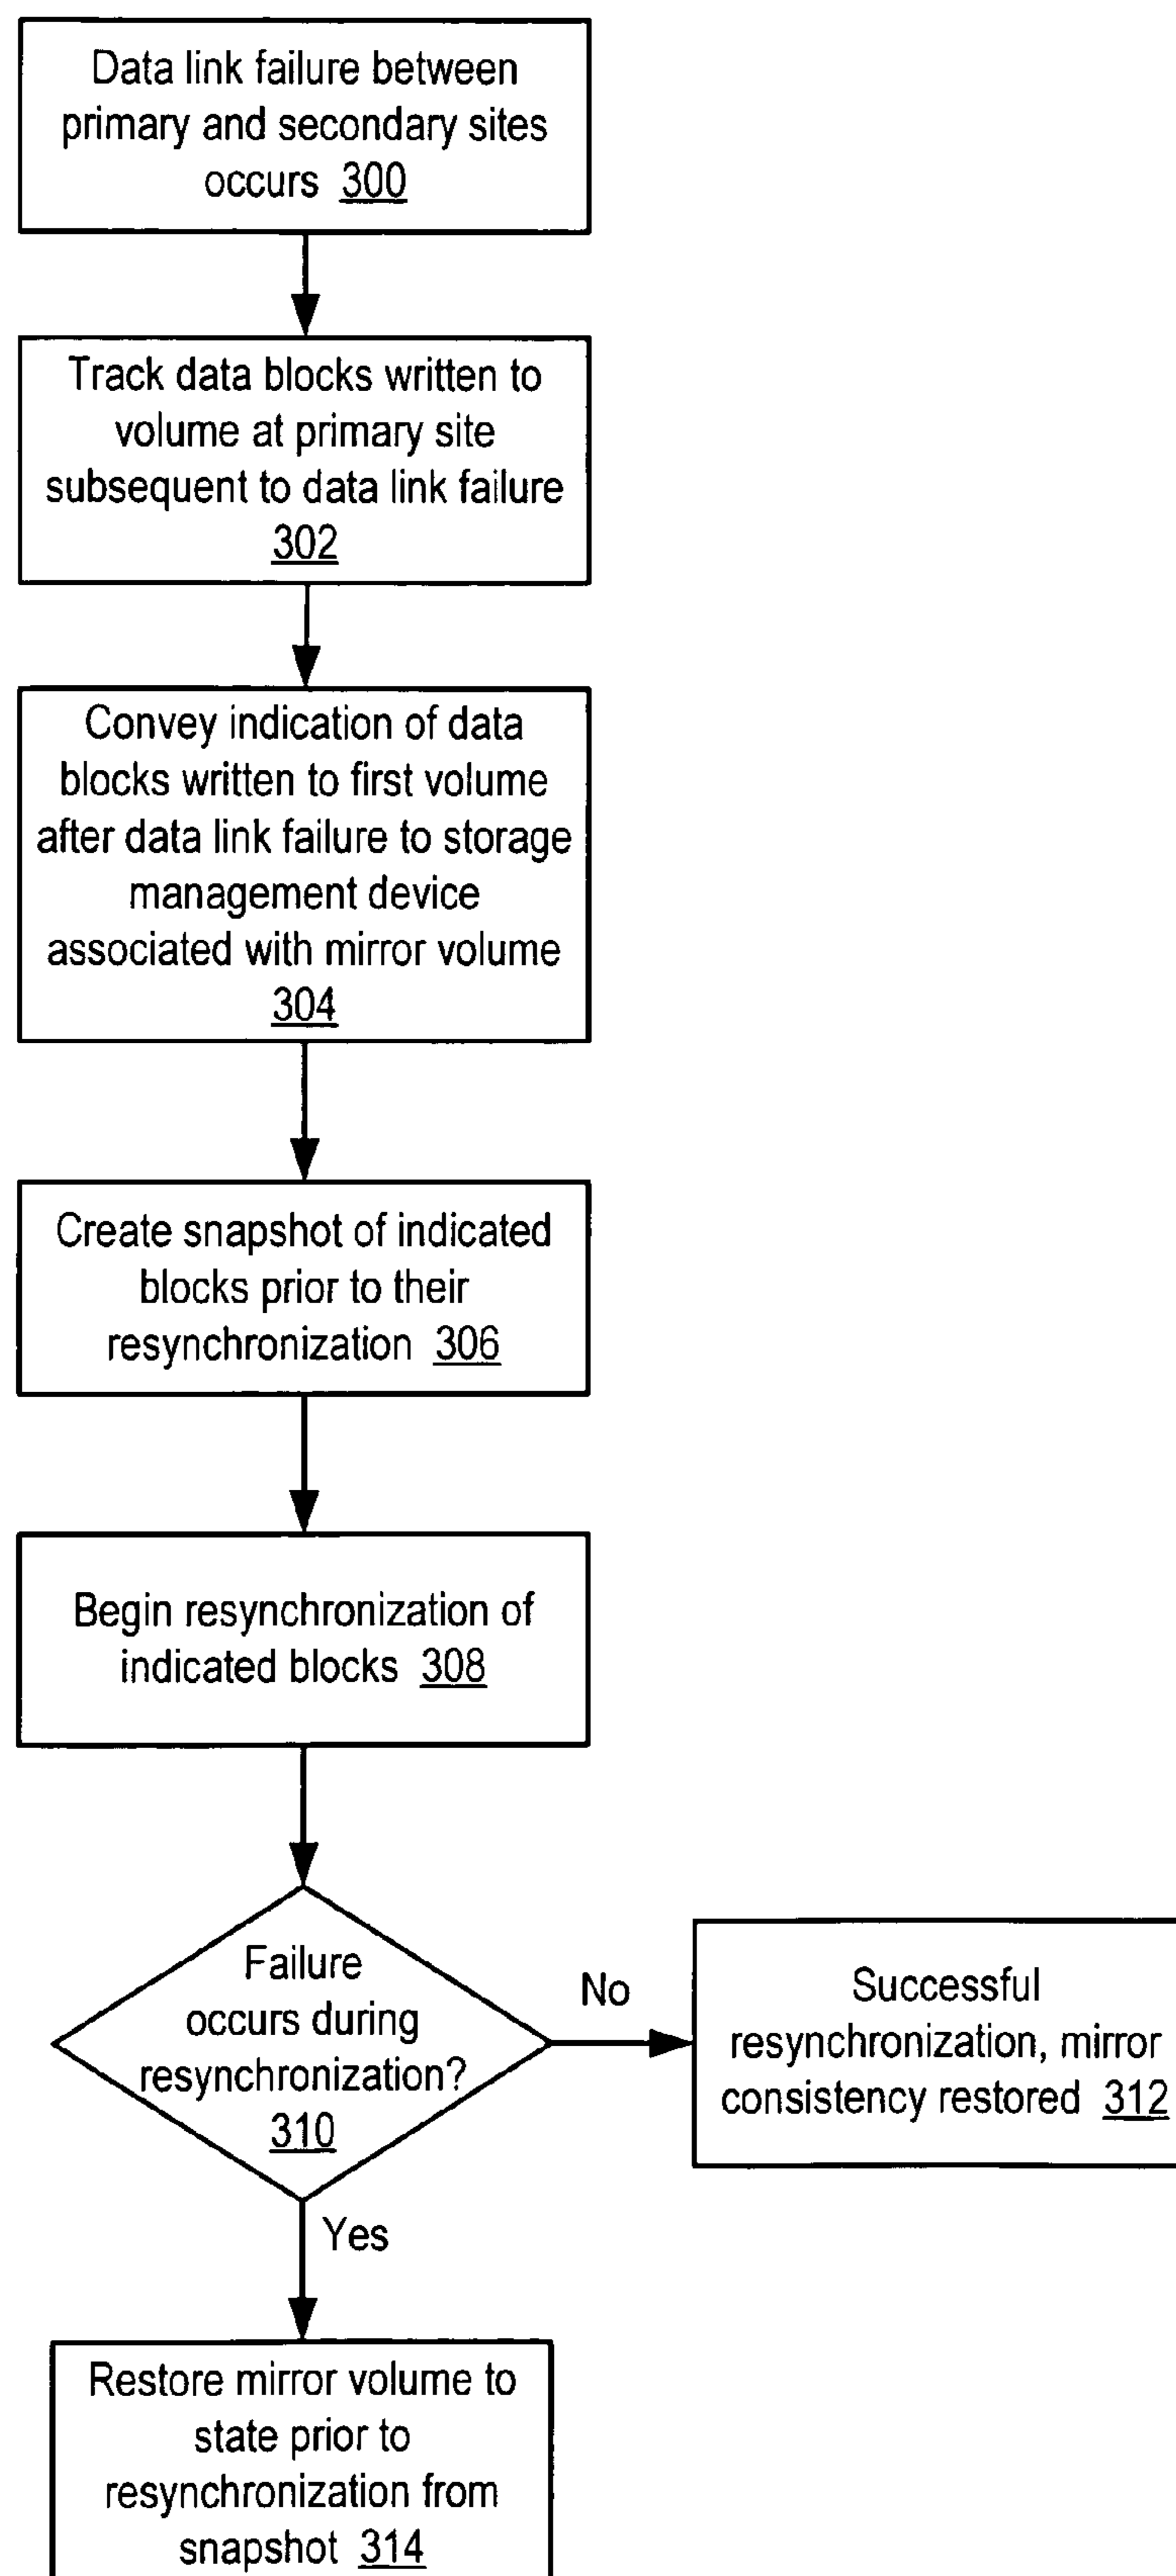 Data link failure between
primary and secondary sites
occurs 300
Track data blocks written to
volume at primary site
subsequent to data link failure
302
Convey indication of data
blocks written to first volume
after data link failure to storage
management device
associated with mirror volume
304
Create snapshot of indicated
blocks prior to their
resynchronization 306
Begin resynchronization of
indicated blocks 308
Failure
occurs during
resynchronization?
310
No
Successful
resynchronization, mirror
consistency restored 312
Yes
Restore mirror volume to
state prior to
resynchronization from
snapshot 314